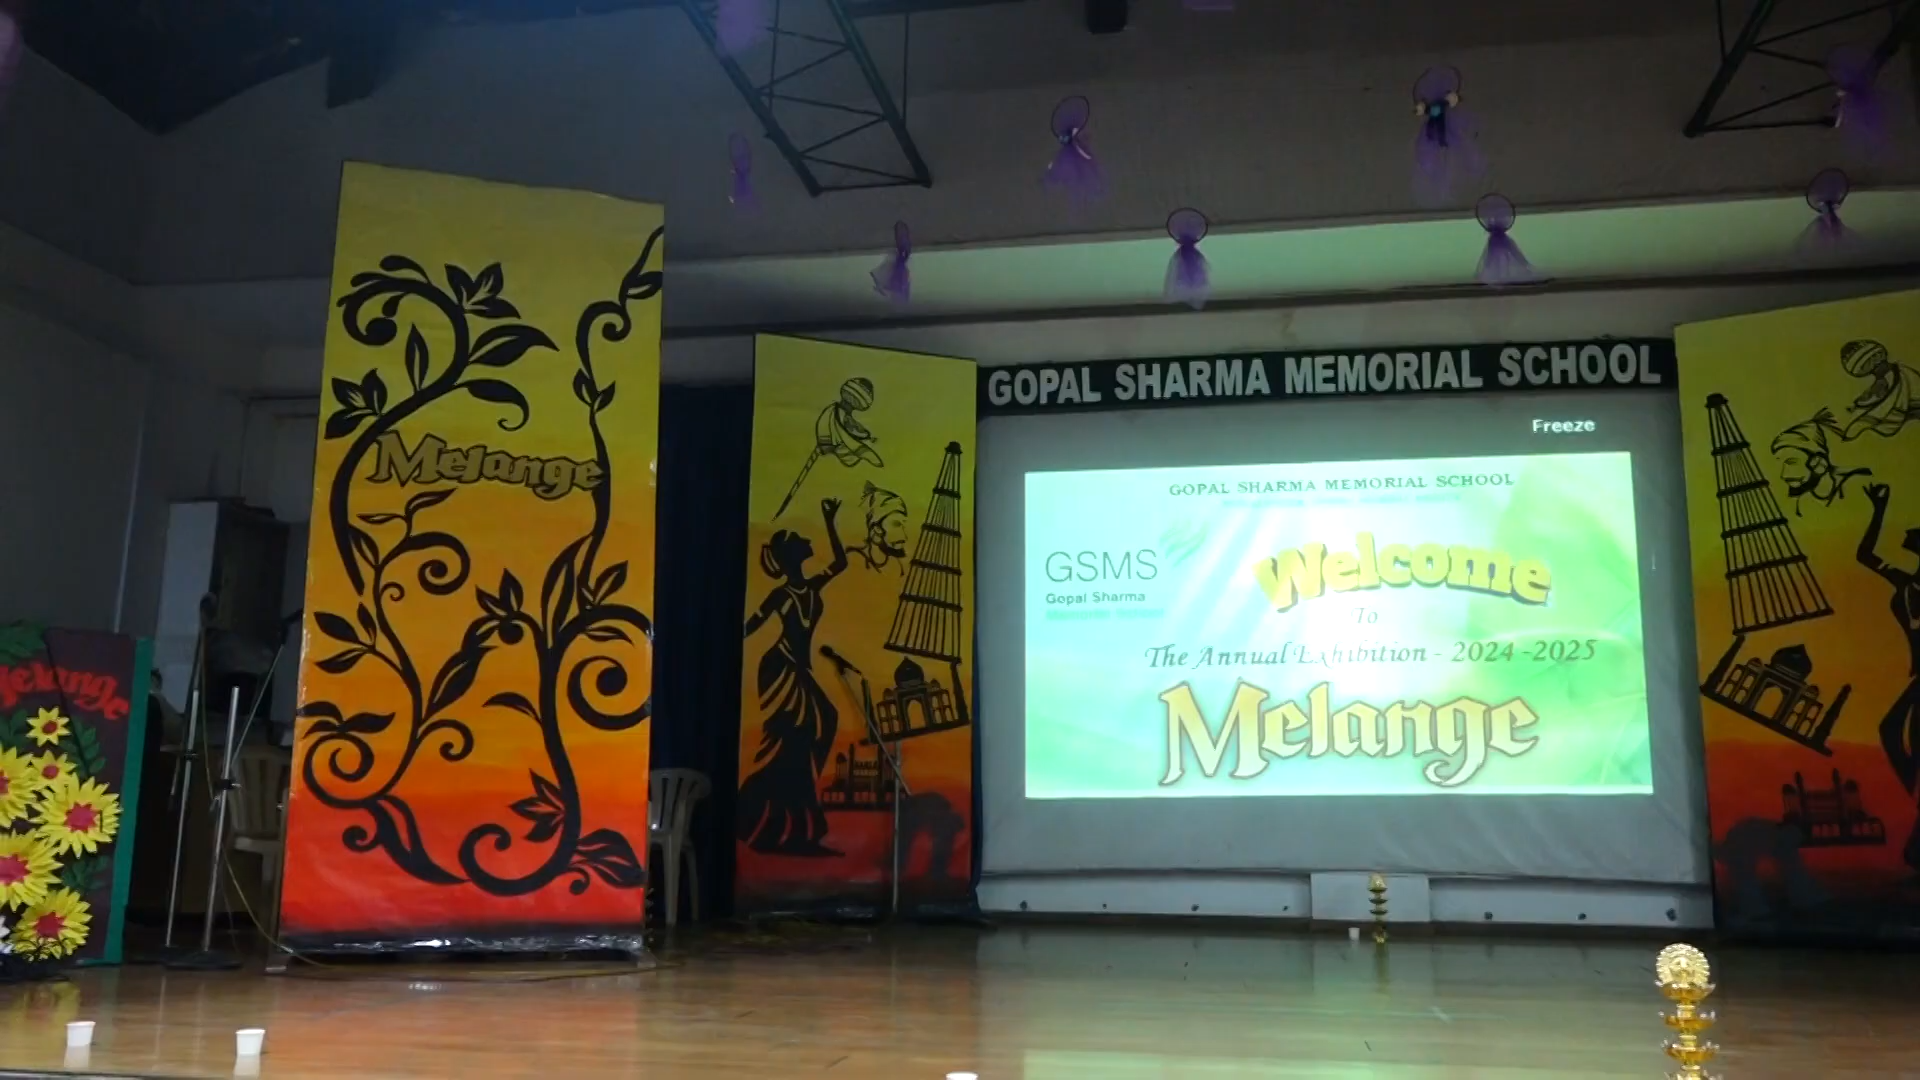 GOPAL SHARMA MEMORIAL SCHOOL
Freeze
GOPAL SHARMA MEMORIAL SCHOOL
GSMS
Gopal Sharma
Welcome
To
The Annual Exhibition - 2024 -2025
Melange
Melange
Melange